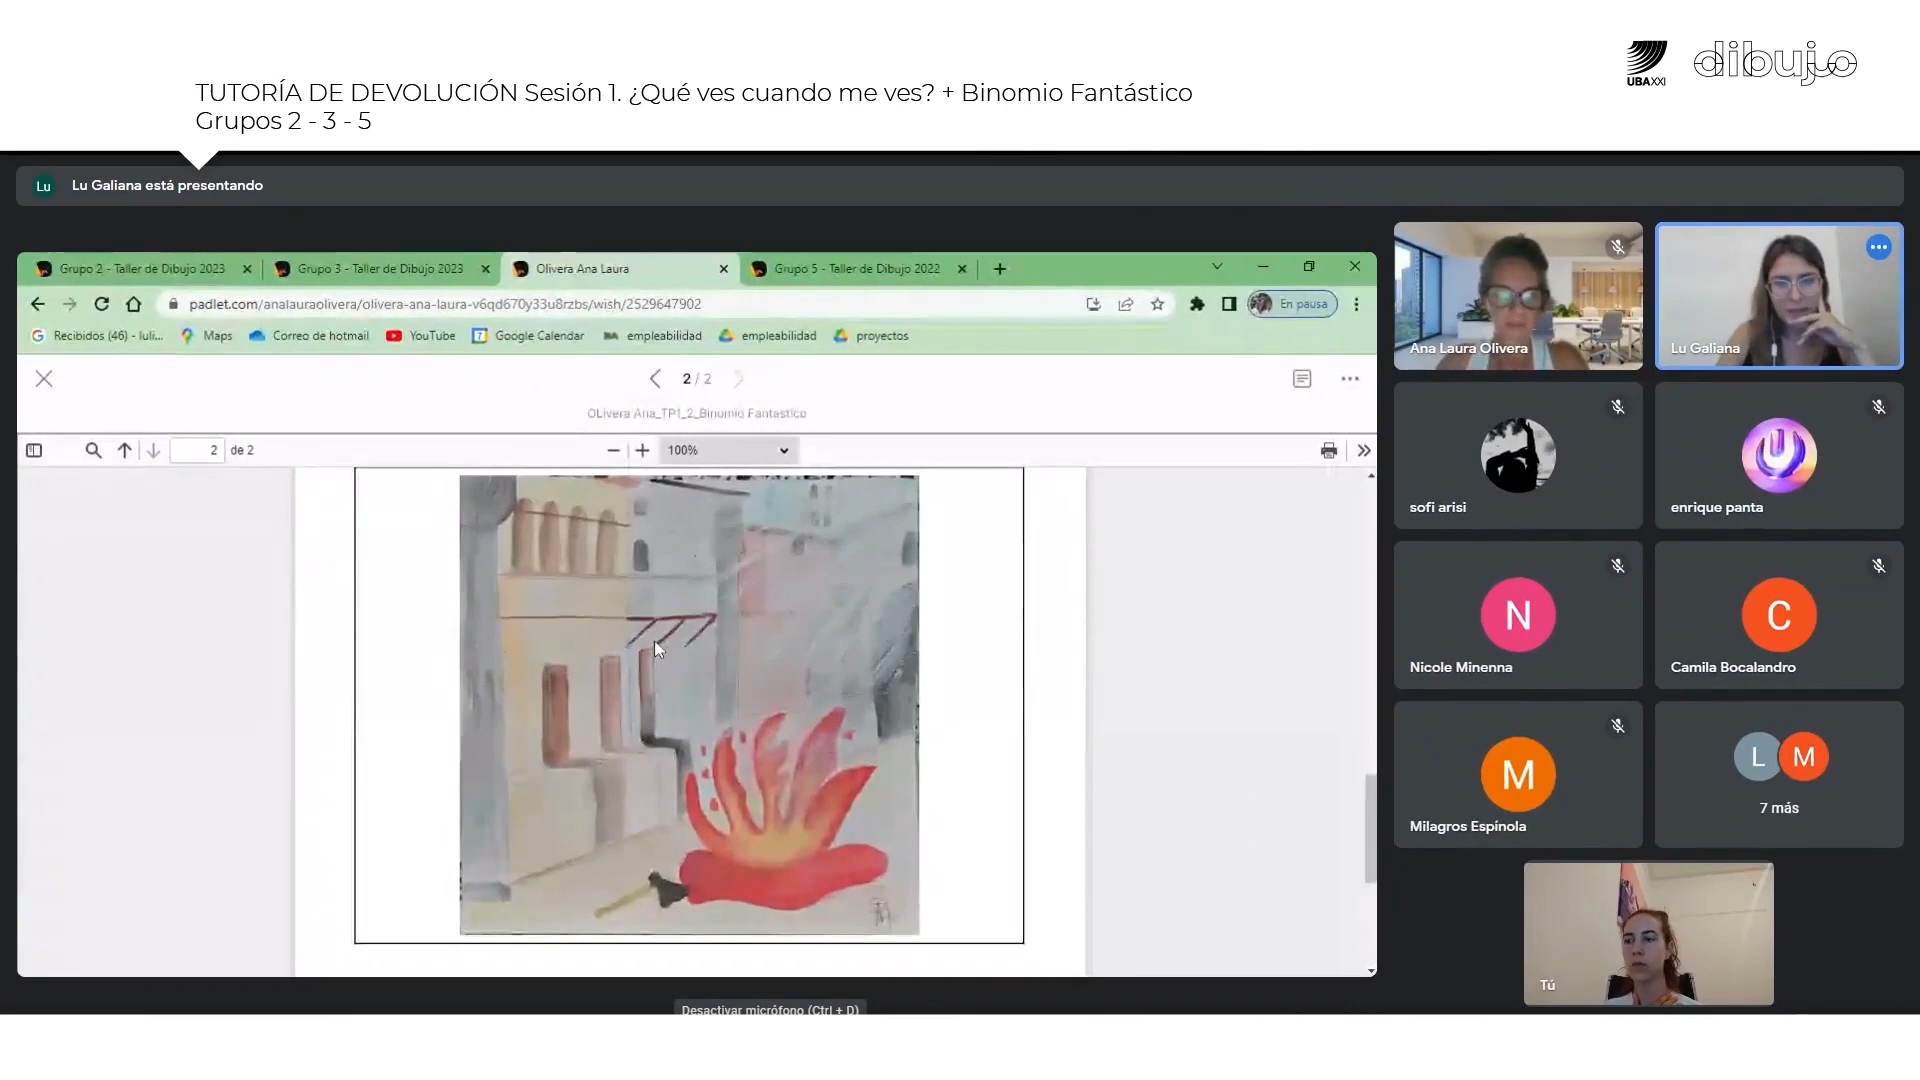 UBAXXI
dibujo
TUTORÍA DE DEVOLUCIÓN Sesión 1. ¿Qué ves cuando me ves? + Binomio Fantástico
Grupos 2 - 3 - 5
Lu
Lu Galiana está presentando
Grupo 2 - Taller de Dibujo 2023
Grupo 3 - Taller de Dibujo 2023
Olivera Ana Laura
Grupo 5 - Taller de Dibujo 2022
padlet.com/analauraolivera/olivera-ana-laura-v6qd670y33u8rzbs/wish/2529647902
En pausa
Recibidos (46) - luli...
Maps
Correo de hotmail
YouTube
Google Calendar
empleabilidad
empleabilidad
proyectos
2 / 2
OLivera Ana_TP1_2_Binomio Fantastico
2 de 2
100%
Ana Laura Olivera
Lu Galiana
sofi arisi
enrique panta
N
Nicole Minenna
C
Camila Bocalandro
M
Milagros Espínola
L M
7 más
Tú
Desactivar micrófono (Ctrl + D)